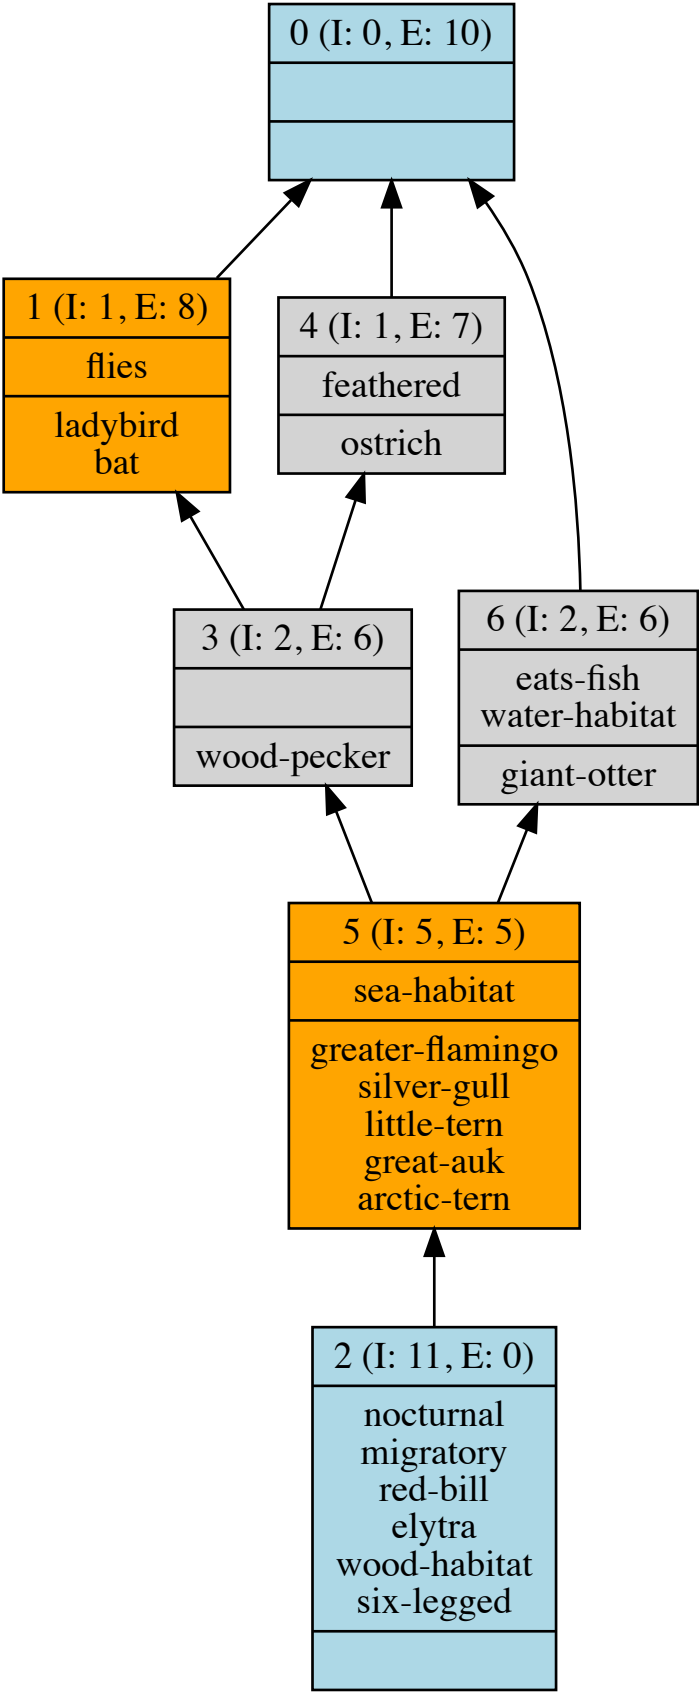 0 (I: 0, E: 10)
1 (I: 1, E: 8)
flies
ladybird
bat
4 (I: 1, E: 7)
feathered
ostrich
3 (I: 2, E: 6)
wood-pecker
6 (I: 2, E: 6)
eats-fish
water-habitat
giant-otter
5 (I: 5, E: 5)
sea-habitat
greater-flamingo
silver-gull
little-tern
great-auk
arctic-tern
2 (I: 11, E: 0)
nocturnal
migratory
red-bill
elytra
wood-habitat
six-legged